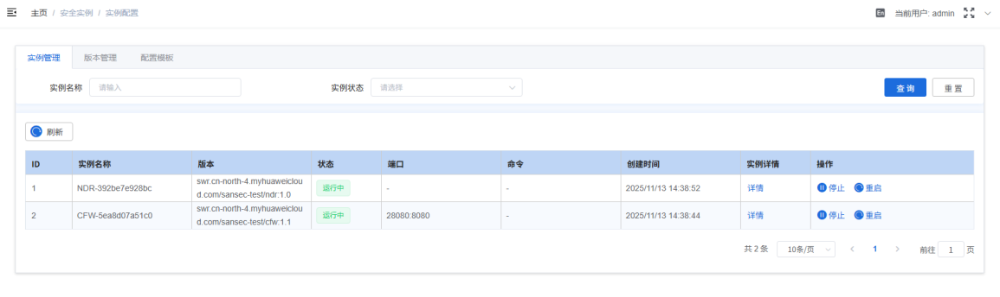 主页 / 安全实例 / 实例配置
En 当前用户: admin
实例管理 版本管理 配置模板
实例名称 请输入 实例状态 请选择 查询 重置
刷新
ID 实例名称 版本 状态 端口 命令 创建时间 实例详情 操作
1 NDR-392be7e928bc swr.cn-north-4.myhuaweiclou 运行中 - - 2025/11/13 14:38:52 详情 停止 重启
d.com/sansec-test/ndr:1.0
2 CFW-5ea8d07a51c0 swr.cn-north-4.myhuaweiclou 运行中 28080:8080 - 2025/11/13 14:38:44 详情 停止 重启
d.com/sansec-test/cfw:1.1
共 2 条 10条/页 < 1 > 前往 1 页